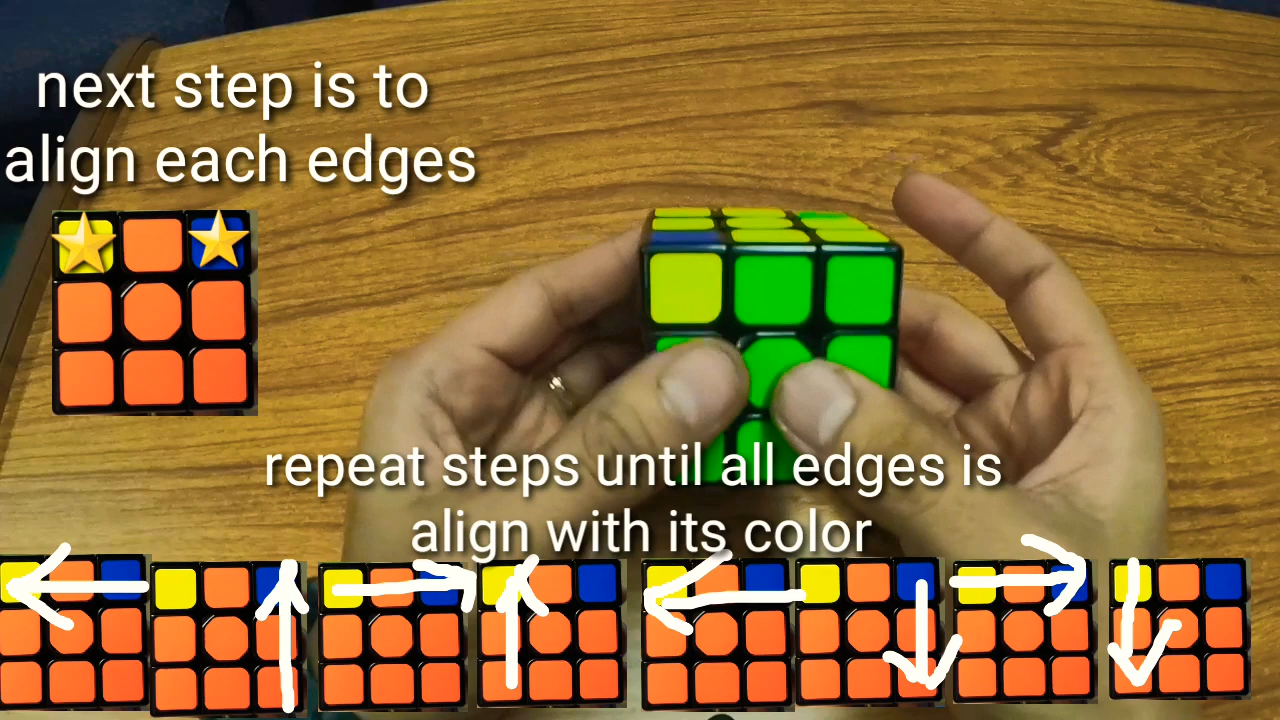 next step is to
align each edges
repeat steps until all edges is
align with its color